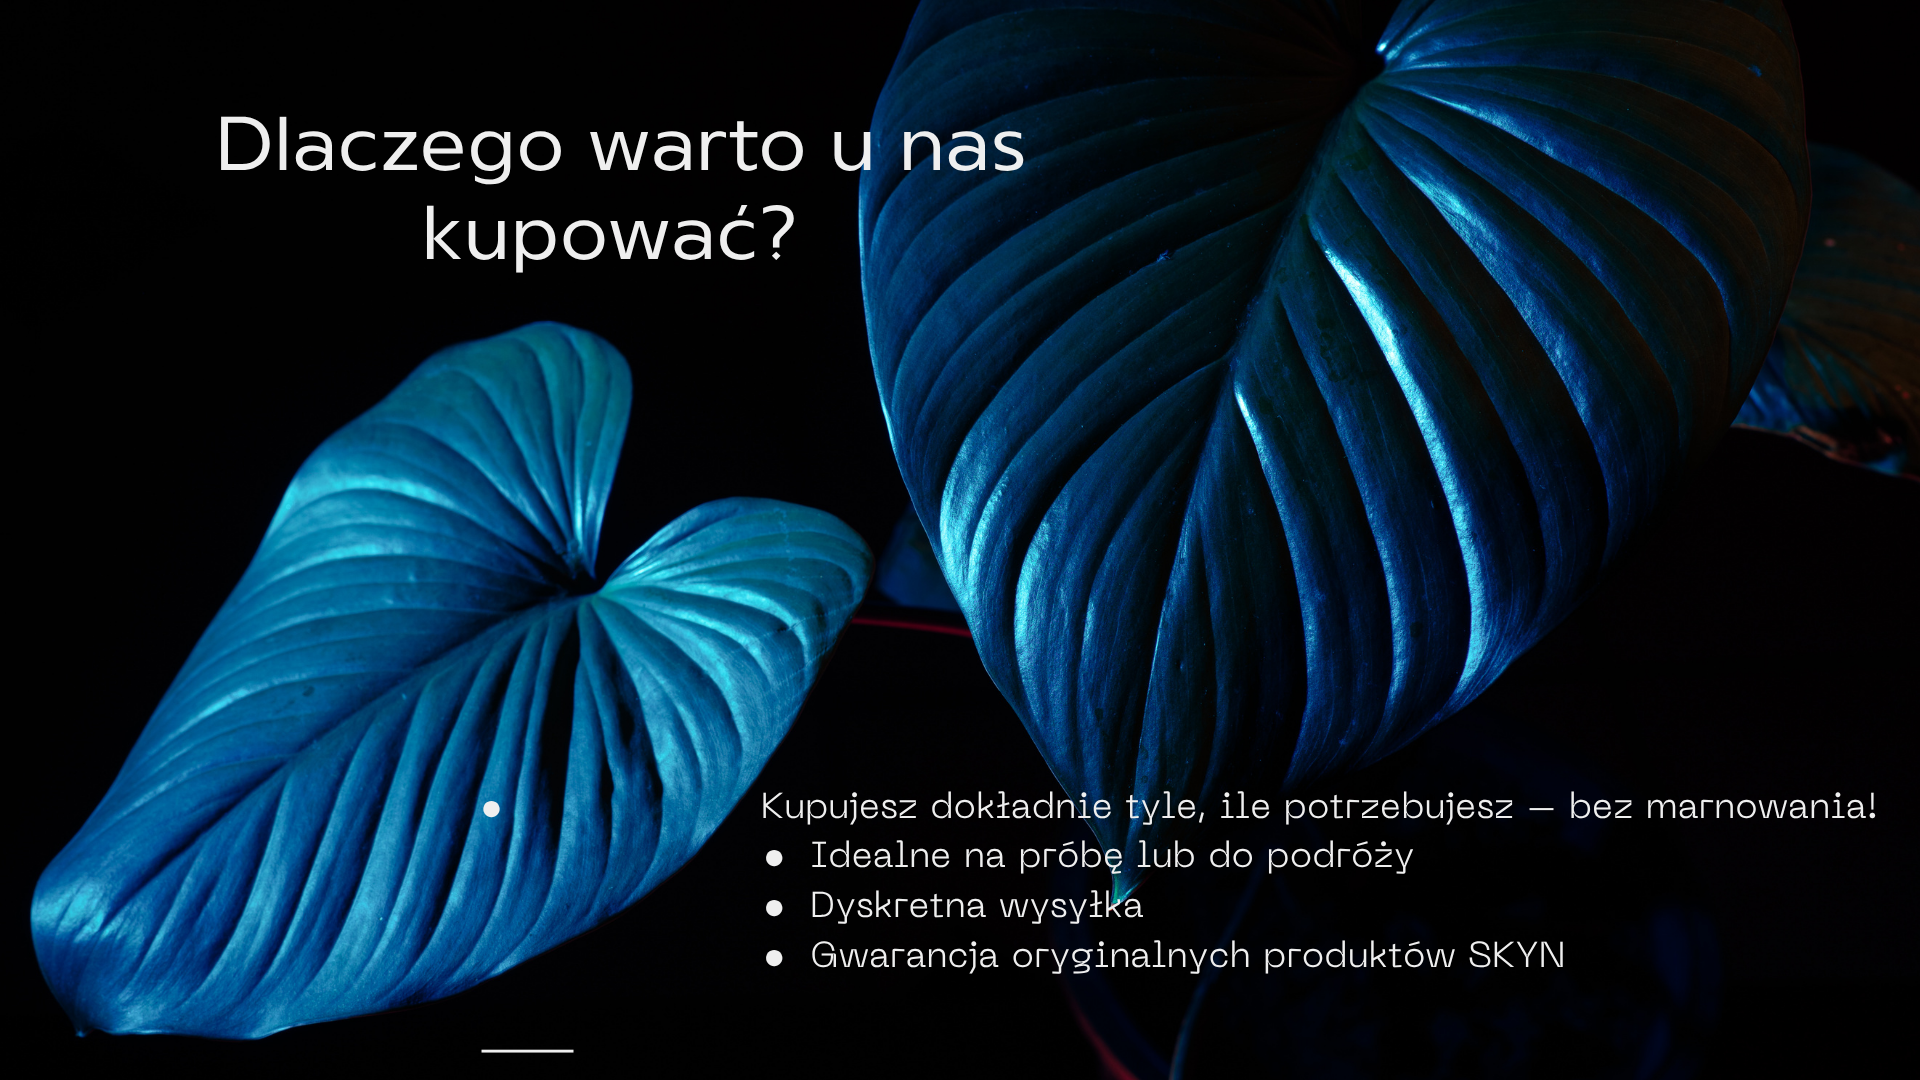 Dlaczego warto u nas
kupować?
● Kupujesz dokładnie tyle, ile potrzebujesz – bez marnowania!
● Idealne na próbę lub do podróży
● Dyskretna wysyłka
● Gwarancja oryginalnych produktów SKYN